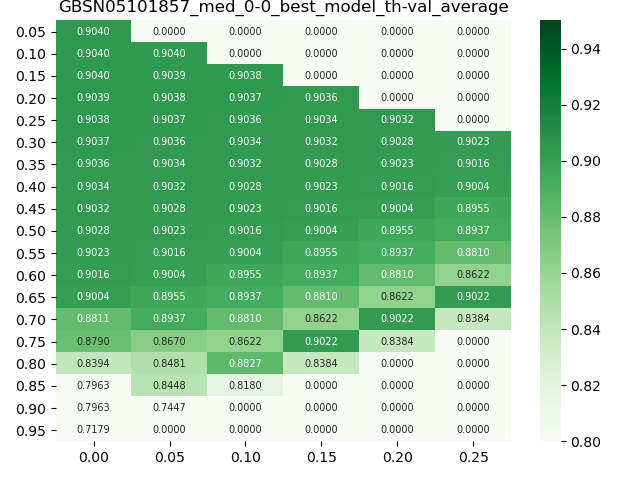 GBSN05101857_med_0-0_best_model_th-val_average
0.05 0.9040 0.0000 0.0000 0.0000 0.0000 0.0000
0.10 0.9040 0.9040 0.0000 0.0000 0.0000 0.0000
0.15 0.9040 0.9039 0.9038 0.0000 0.0000 0.0000
0.20 0.9039 0.9038 0.9037 0.9036 0.0000 0.0000
0.25 0.9038 0.9037 0.9036 0.9034 0.9032 0.0000
0.30 0.9037 0.9036 0.9034 0.9032 0.9028 0.9023
0.35 0.9036 0.9034 0.9032 0.9028 0.9023 0.9016
0.40 0.9034 0.9032 0.9028 0.9023 0.9016 0.9004
0.45 0.9032 0.9028 0.9023 0.9016 0.9004 0.8955
0.50 0.9028 0.9023 0.9016 0.9004 0.8955 0.8937
0.55 0.9023 0.9016 0.9004 0.8955 0.8937 0.8810
0.60 0.9016 0.9004 0.8955 0.8937 0.8810 0.8622
0.65 0.9004 0.8955 0.8937 0.8810 0.8622 0.9022
0.70 0.8811 0.8937 0.8810 0.8622 0.9022 0.8384
0.75 0.8790 0.8670 0.8622 0.9022 0.8384 0.0000
0.80 0.8394 0.8481 0.8827 0.8384 0.0000 0.0000
0.85 0.7963 0.8448 0.8180 0.0000 0.0000 0.0000
0.90 0.7963 0.7447 0.0000 0.0000 0.0000 0.0000
0.95 0.7179 0.0000 0.0000 0.0000 0.0000 0.0000
0.00 0.05 0.10 0.15 0.20 0.25
0.94
0.92
0.90
0.88
0.86
0.84
0.82
0.80